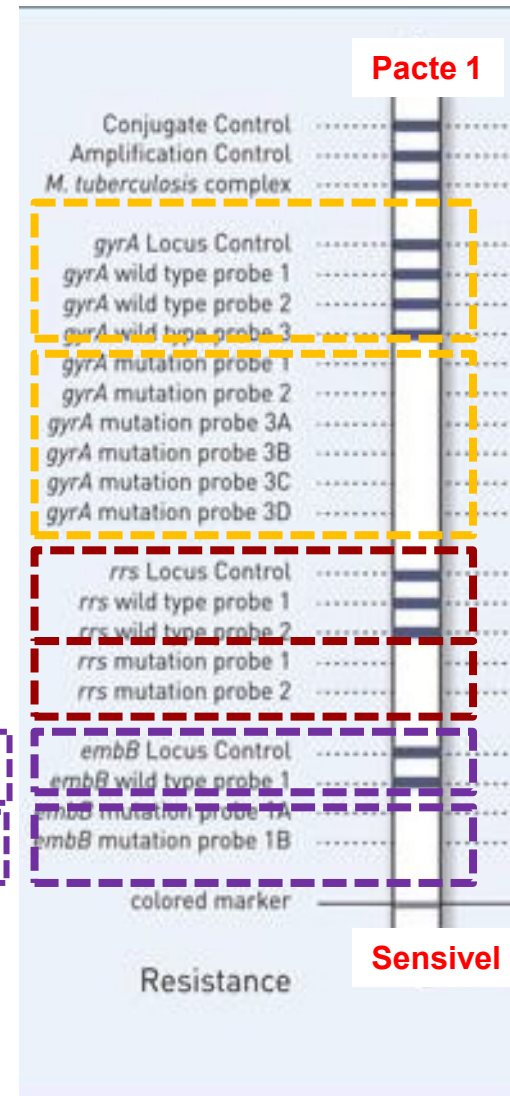 Pacte 1
Conjugate Control
Amplification Control
M. tuberculosis complex
gyrA Locus Control
gyrA wild type probe 1
gyrA wild type probe 2
gyrA wild type probe 3
gyrA mutation probe 1
gyrA mutation probe 2
gyrA mutation probe 3A
gyrA mutation probe 3B
gyrA mutation probe 3C
gyrA mutation probe 3D
rrs Locus Control
rrs wild type probe 1
rrs wild type probe 2
rrs mutation probe 1
rrs mutation probe 2
embB Locus Control
embB wild type probe 1
embB mutation probe 1A
embB mutation probe 1B
colored marker
Sensivel
Resistance